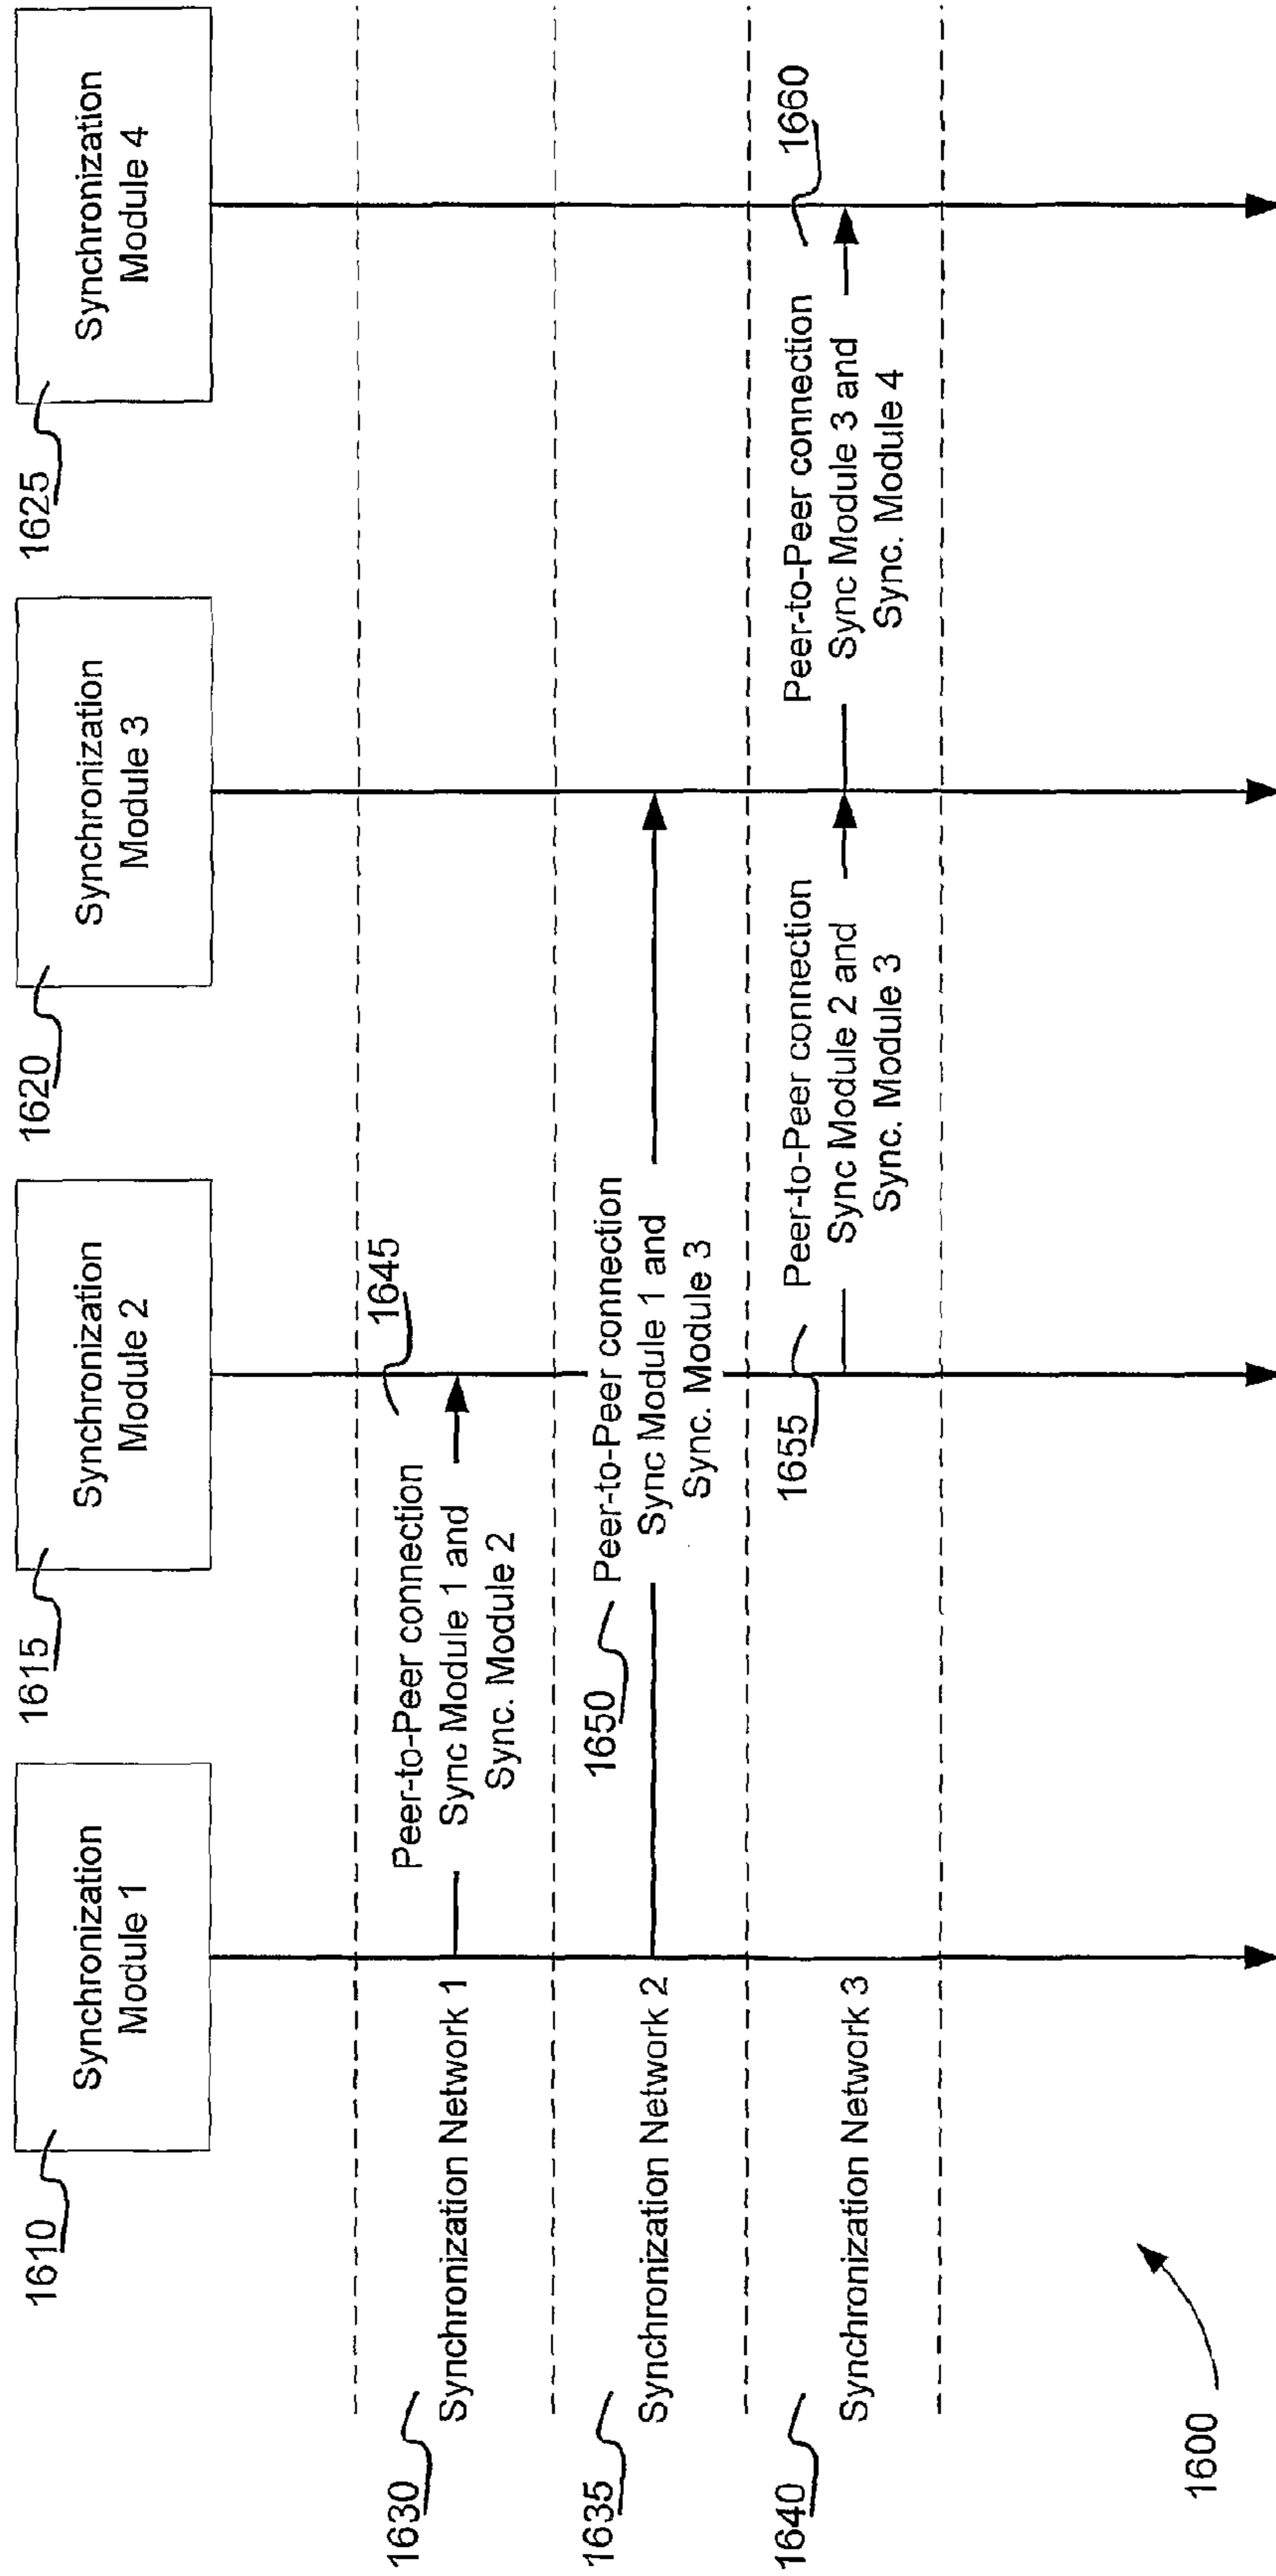 1610
Synchronization
Module 1
1615
Synchronization
Module 2
1620
Synchronization
Module 3
1625
Synchronization
Module 4
1630
Synchronization Network 1
Peer-to-Peer connection
Sync Module 1 and
Sync. Module 2
1645
1635
Synchronization Network 2
1650
Peer-to-Peer connection
Sync Module 1 and
Sync. Module 3
1640
Synchronization Network 3
1655
Peer-to-Peer connection
Sync Module 2 and
Sync. Module 3
Peer-to-Peer connection
Sync Module 3 and
Sync. Module 4
1660
1600